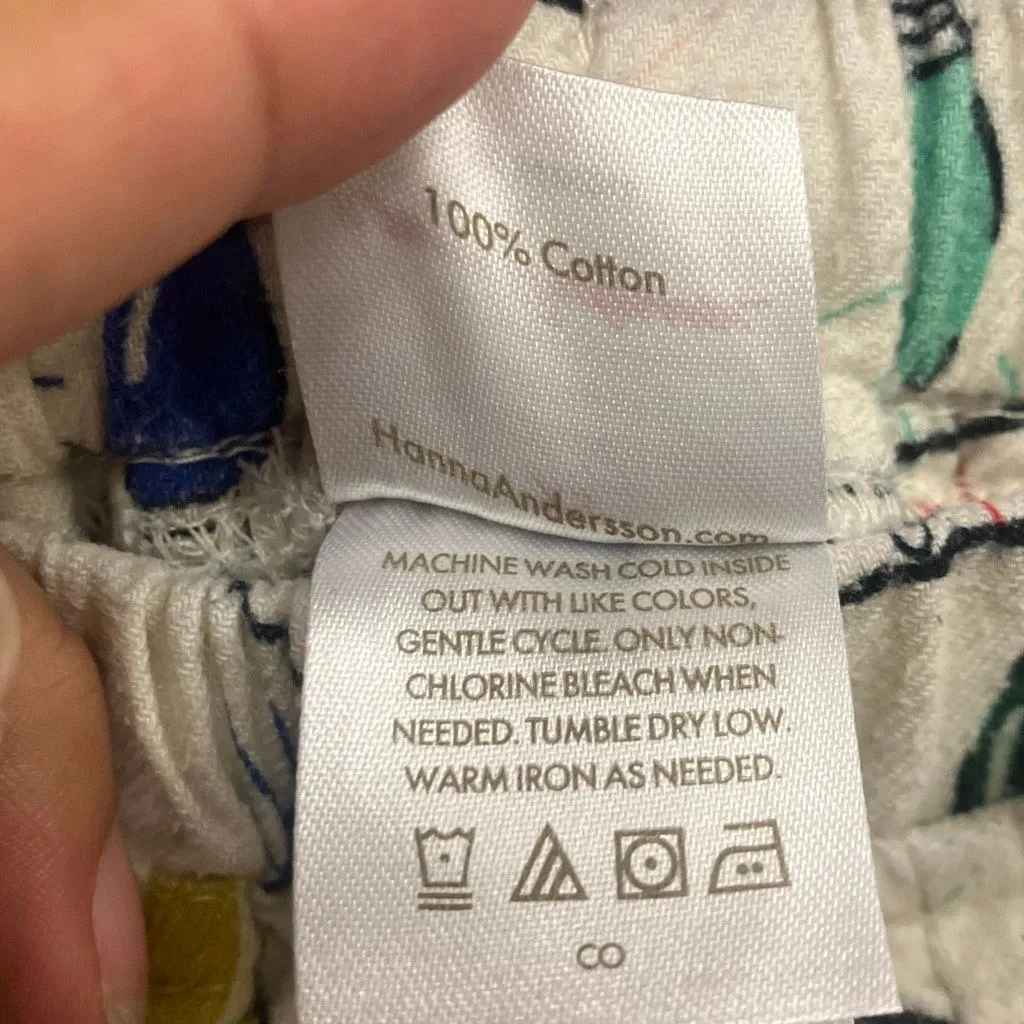 100% Cotton
HannaAndersson.com
MACHINE WASH COLD INSIDE
OUT WITH LIKE COLORS,
GENTLE CYCLE. ONLY NON-
CHLORINE BLEACH WHEN
NEEDED. TUMBLE DRY LOW.
WARM IRON AS NEEDED.
CO